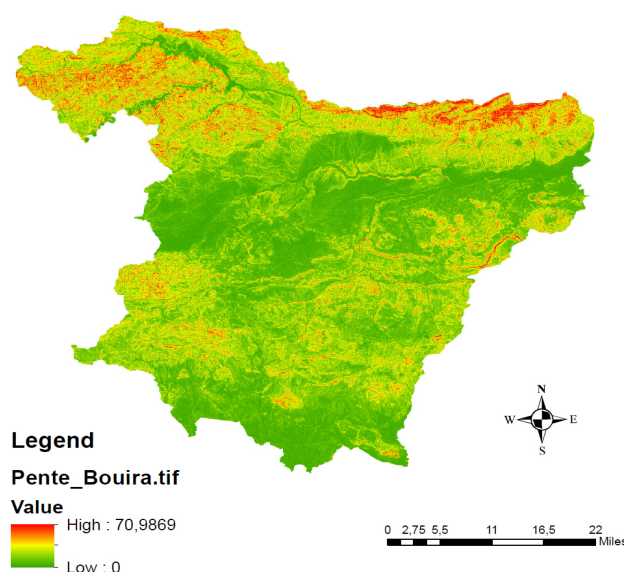 N
W E
S
Legend
Pente_Bouira.tif
Value
High : 70,9869
Low : 0
0 2,75 5,5 11 16,5 22
Miles